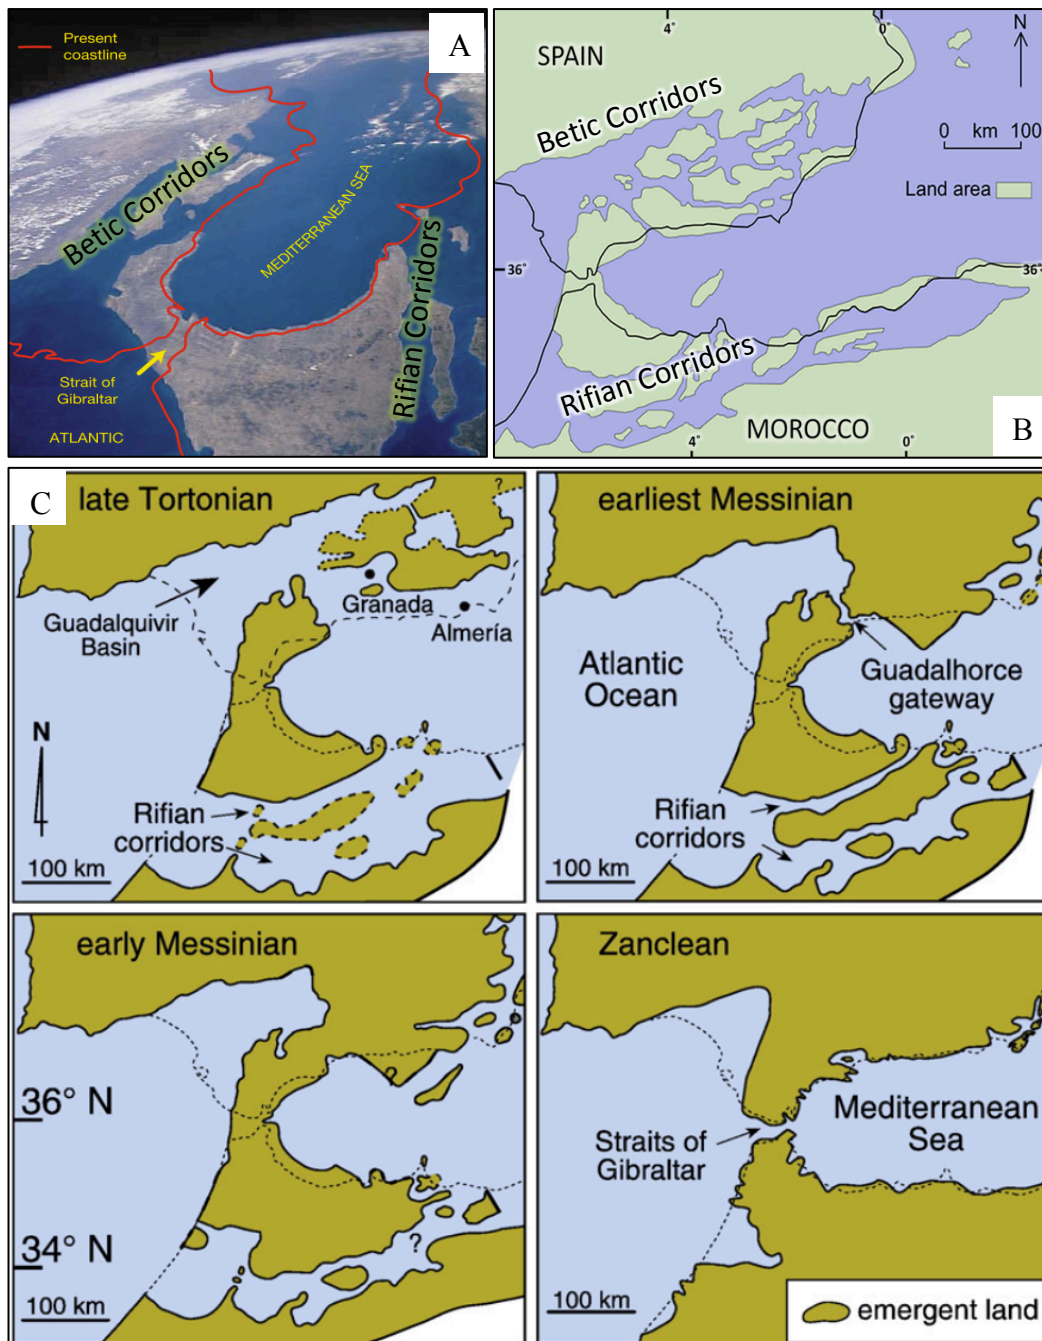 Present
coastline
A
Betic Corridors
MEDITERRANEAN SEA
Rifian Corridors
Strait of
Gibraltar
ATLANTIC
4°
0°
N
SPAIN
Betic Corridors
0 km 100
Land area
36°
36°
Rifian Corridors
MOROCCO
4°
0°
B
C
late Tortonian
?
Guadalquivir
Basin
Granada
Almería
N
Rifian
corridors
100 km
earliest Messinian
Atlantic
Ocean
Guadalhorce
gateway
Rifian
corridors
100 km
early Messinian
?
36° N
34° N
?
100 km
Zanclean
Mediterranean
Sea
Straits of
Gibraltar
100 km
emergent land